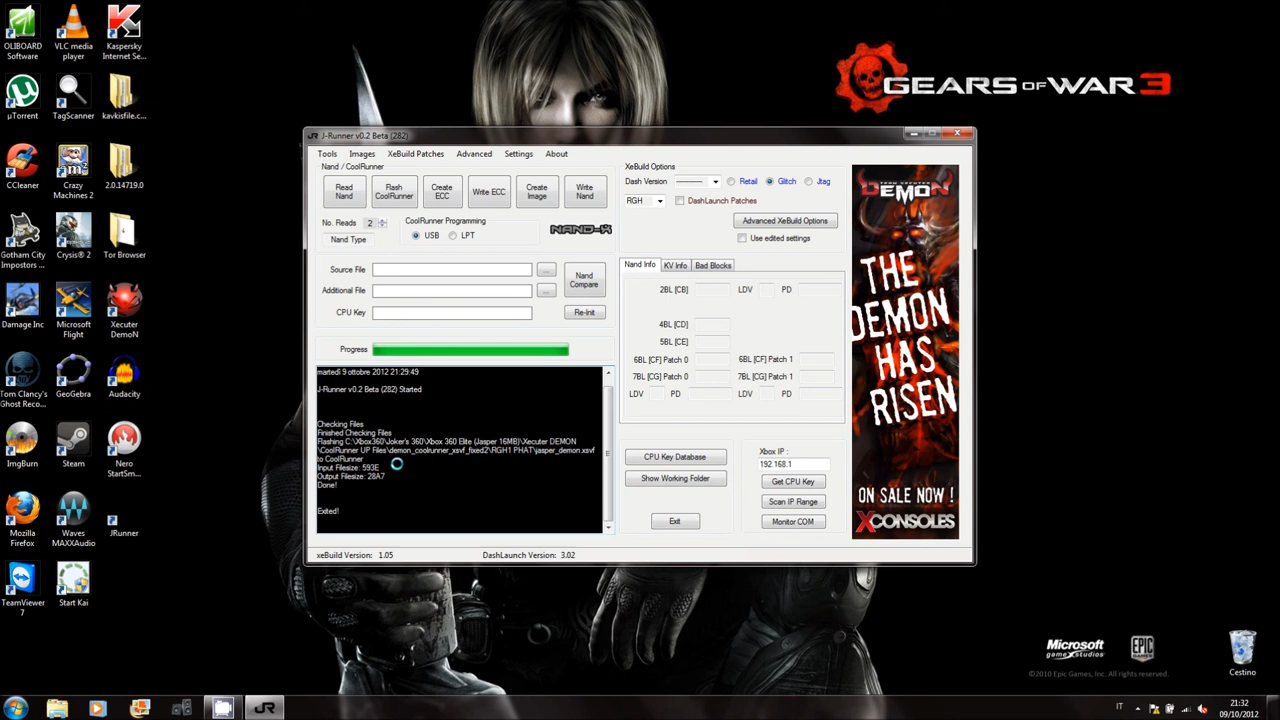 OLIBOARD
Software
VLC media
player
Kaspersky
Internet Se...
µTorrent
TagScanner
kavkisfile.c...
CCleaner
Crazy
Machines 2
2.0.14719.0
Gotham City
Impostors ...
Crysis® 2
Tor Browser
Damage Inc
Microsoft
Flight
Xecuter
DemoN
Tom Clancy's
Ghost Reco...
GeoGebra
Audacity
ImgBurn
Steam
Nero
StartSm...
Mozilla
Firefox
Waves
MAXXAudio
JRunner
TeamViewer
7
Start Kai
GEARS OF WAR 3
JR J-Runner v0.2 Beta (282)
Tools Images XeBuild Patches Advanced Settings About
Nand / CoolRunner
Read
Nand
Flash
CoolRunner
Create
ECC
Write ECC
Create
Image
Write
Nand
No. Reads 2
CoolRunner Programming
Nand Type
USB LPT
NAND-X
Source File ...
Additional File ...
Nand
Compare
CPU Key
Re-Init
Progress
martedì 9 ottobre 2012 21:29:49
J-Runner v0.2 Beta (282) Started
Checking Files
Finished Checking Files
Flashing C:\Xbox360\Joker's 360\Xbox 360 Elite (Jasper 16MB)\Xecuter DEMON
\CoolRunner UP Files\demon_coolrunner_xsvf_fixed2\RGH1 PHAT\jasper_demon.xsvf
to CoolRunner
Input Filesize: 593E
Output Filesize: 28A7
Done!
Exited!
XeBuild Options
Dash Version -------- Retail Glitch Jtag
RGH DashLaunch Patches
Advanced XeBuild Options
Use edited settings
Nand Info KV Info Bad Blocks
2BL [CB] LDV PD
4BL [CD]
5BL [CE]
6BL [CF] Patch 0 6BL [CF] Patch 1
7BL [CG] Patch 0 7BL [CG] Patch 1
LDV PD LDV PD
CPU Key Database
Show Working Folder
Exit
Xbox IP :
192.168.1
Get CPU Key
Scan IP Range
Monitor COM
TEAM XECUTER
DEMON
THE
DEMON
HAS
RISEN
ON SALE NOW !
XCONSOLES
xeBuild Version: 1.05 DashLaunch Version: 3.02
Microsoft
game studios
EPIC
GAMES
©2010 Epic Games, Inc. All rights reserved.
Cestino
JR
IT
21:32
09/10/2012